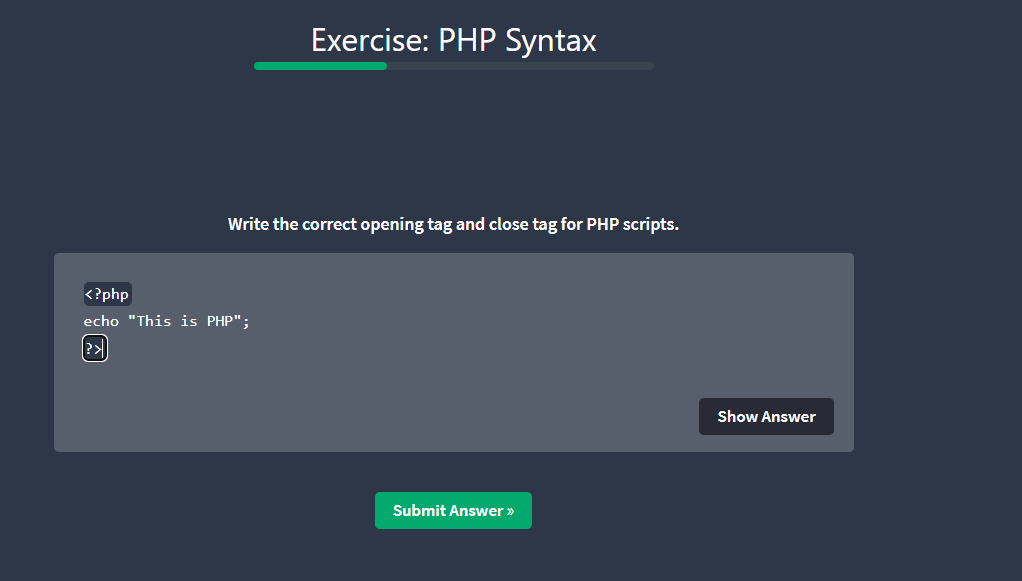 Exercise: PHP Syntax
Write the correct opening tag and close tag for PHP scripts.
<?php
echo "This is PHP";
?>
Show Answer
Submit Answer »